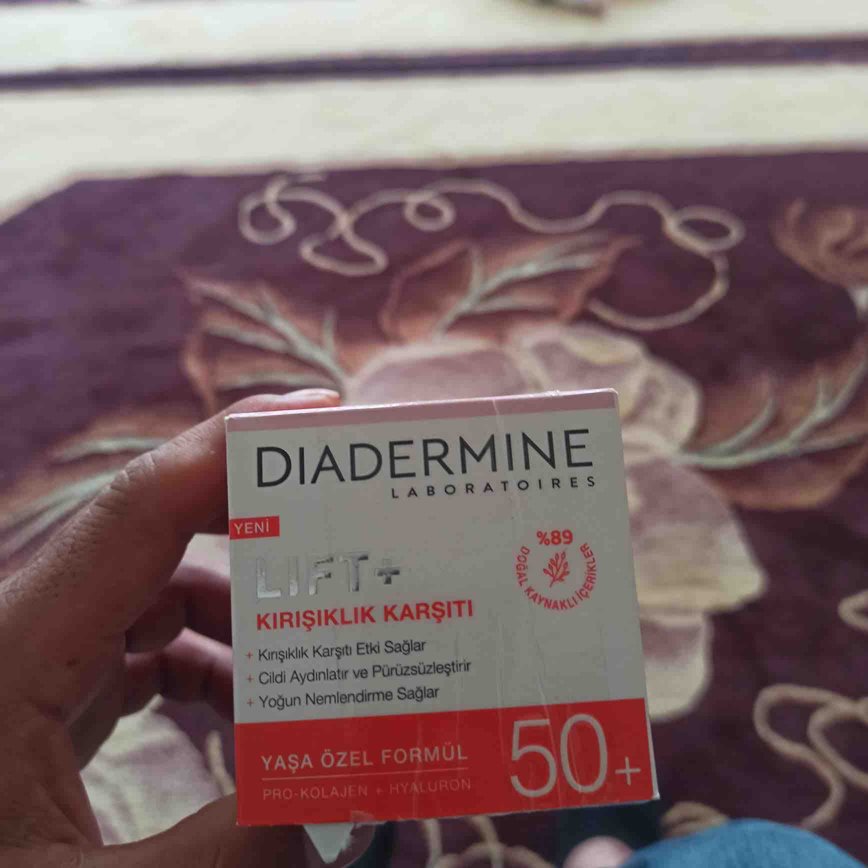 DIADERMINE
LABORATOIRES
YENİ
LIFT+
KIRIŞIKLIK KARŞITI
%89
DOĞAL KAYNAKLI İÇERİKLER
+ Kırışıklık Karşıtı Etki Sağlar
+ Cildi Aydınlatır ve Pürüzsüzleştirir
+ Yoğun Nemlendirme Sağlar
YAŞA ÖZEL FORMÜL
PRO-KOLAJEN + HYALURON
50+